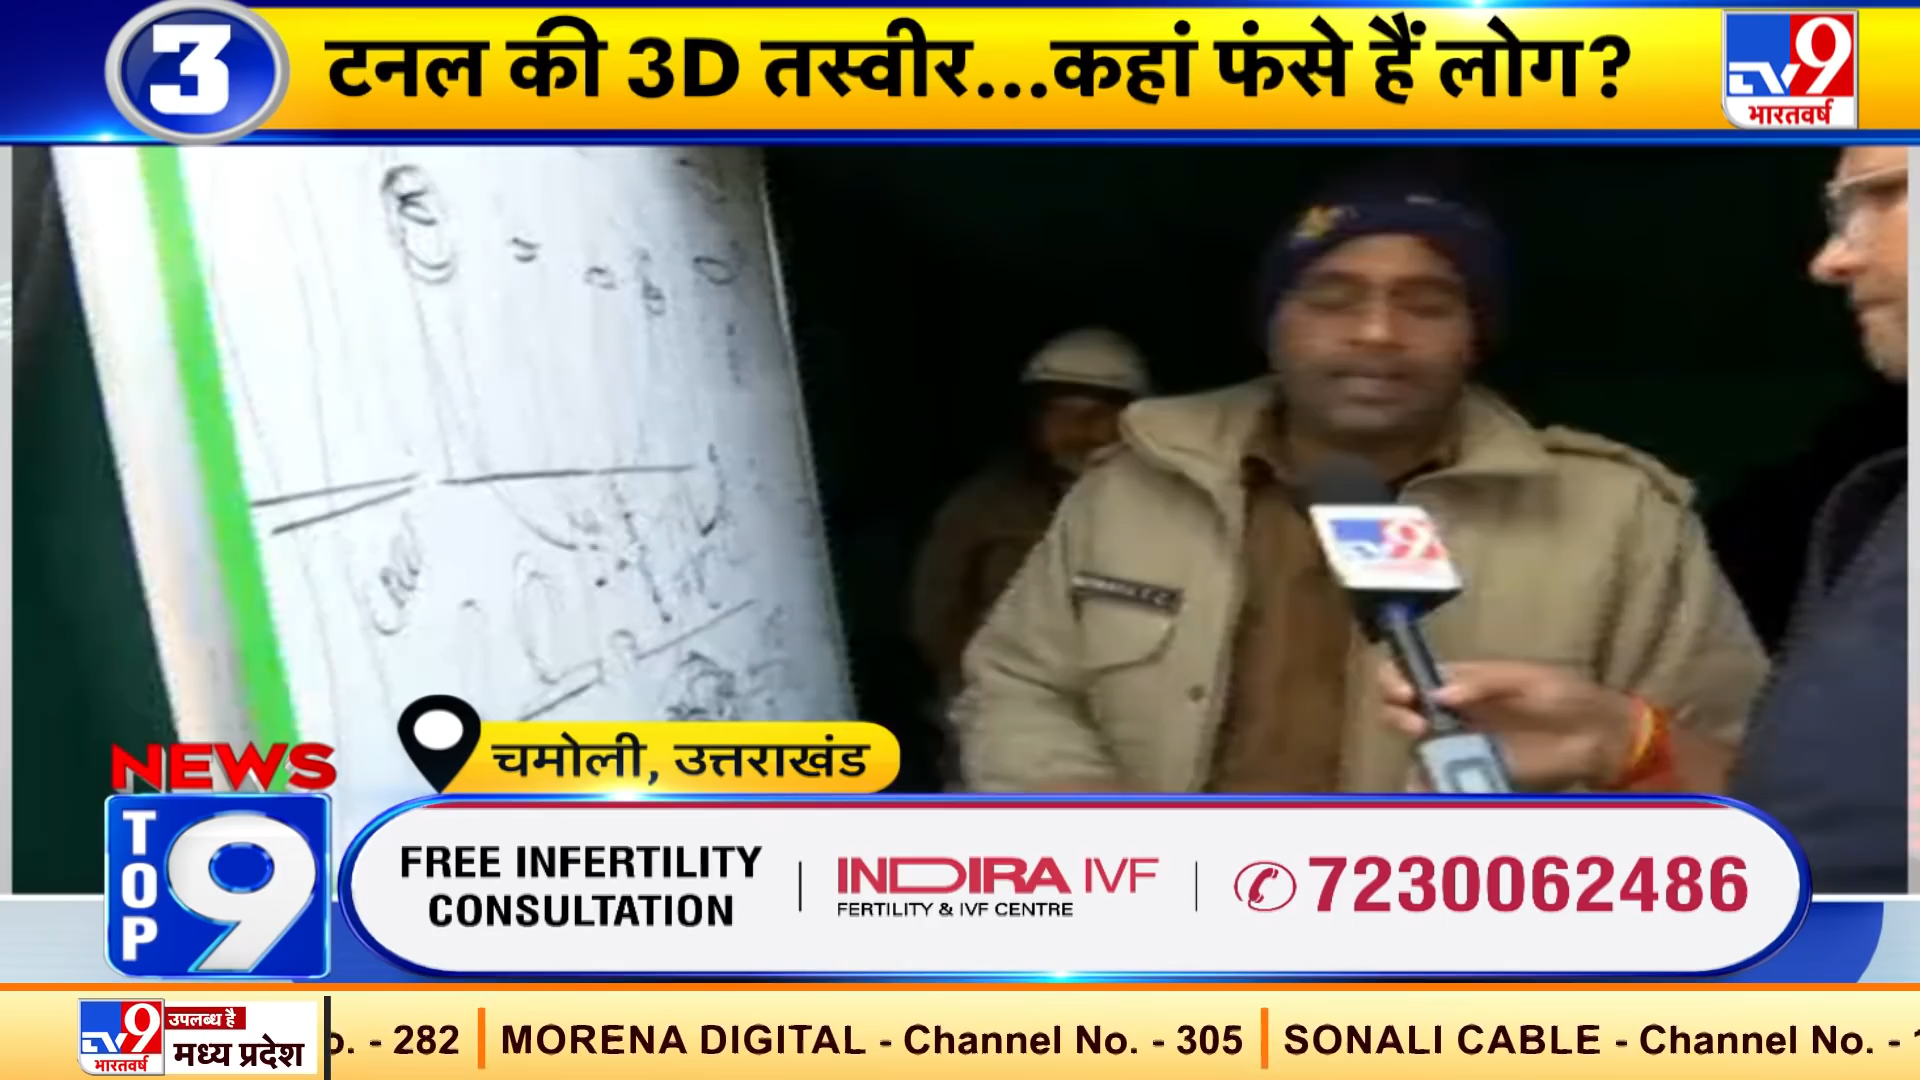 3
टनल की 3D तस्वीर...कहां फंसे हैं लोग?
TV9
भारतवर्ष
TV9
चमोली, उत्तराखंड
NEWS
TOP 9
FREE INFERTILITY
CONSULTATION
INDIRA IVF
FERTILITY & IVF CENTRE
7230062486
TV9
भारतवर्ष
उपलब्ध है
मध्य प्रदेश
o. - 282
MORENA DIGITAL - Channel No. - 305
SONALI CABLE - Channel No. -